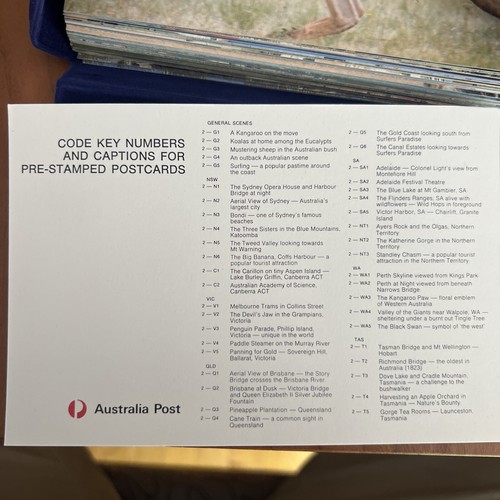 CODE KEY NUMBERS
AND CAPTIONS FOR
PRE-STAMPED POSTCARDS
Australia Post
GENERAL SCENES
2 — G1 A Kangaroo on the move
2 — G2 Koalas at home among the Eucalypts
2 — G3 Mustering sheep in the Australian bush
2 — G4 An outback Australian scene
2 — G5 Surfing — a popular pastime around
the coast
NSW
2 — N1 The Sydney Opera House and Harbour
Bridge at night
2 — N2 Aerial View of Sydney — Australia's
largest city
2 — N3 Bondi — one of Sydney's famous
beaches
2 — N4 The Three Sisters in the Blue Mountains,
Katoomba
2 — N5 The Tweed Valley looking towards
Mt Warning
2 — N6 The Big Banana, Coffs Harbour — a
popular tourist attraction
2 — C1 The Carillon on tiny Aspen Island —
Lake Burley Griffin, Canberra ACT
2 — C2 Australian Academy of Science,
Canberra ACT
VIC
2 — V1 Melbourne Trams in Collins Street
2 — V2 The Devil's Jaw in the Grampians,
Victoria
2 — V3 Penguin Parade, Phillip Island,
Victoria — unique in the world
2 — V4 Paddle Steamer on the Murray River
2 — V5 Panning for Gold — Sovereign Hill,
Ballarat, Victoria
QLD
2 — Q1 Aerial View of Brisbane — the Story
Bridge crosses the Brisbane River.
2 — Q2 Brisbane at Dusk — Victoria Bridge
and Queen Elizabeth II Silver Jubilee
Fountain
2 — Q3 Pineapple Plantation — Queensland
2 — Q4 Cane Train — a common sight in
Queensland
2 — Q5 The Gold Coast looking south from
Surfers Paradise
2 — Q6 The Canal Estates looking towards
Surfers Paradise
SA
2 — SA1 Adelaide — Colonel Light's view from
Montefiore Hill
2 — SA2 Adelaide Festival Theatre
2 — SA3 The Blue Lake at Mt Gambier, SA
2 — SA4 The Flinders Ranges, SA alive with
wildflowers — Wild Hops in foreground
2 — SA5 Victor Harbor, SA — Chainlift, Granite
Island
2 — NT1 Ayers Rock and the Olgas, Northern
Territory
2 — NT2 The Katherine Gorge in the Northern
Territory
2 — NT3 Standley Chasm — a popular tourist
attraction in the Northern Territory.
WA
2 — WA1 Perth Skyline viewed from Kings Park
2 — WA2 Perth at Night viewed from beneath
Narrows Bridge
2 — WA3 The Kangaroo Paw — floral emblem
of Western Australia
2 — WA4 Valley of the Giants near Walpole, WA —
sheltering under a burnt out Tingle Tree
2 — WA5 The Black Swan — symbol of 'the west'
TAS
2 — T1 Tasman Bridge and Mt Wellington —
Hobart
2 — T2 Richmond Bridge — the oldest in
Australia (1823)
2 — T3 Dove Lake and Cradle Mountain,
Tasmania — a challenge to the
bushwalker
2 — T4 Harvesting an Apple Orchard in
Tasmania — Nature's Bounty.
2 — T5 Gorge Tea Rooms — Launceston,
Tasmania